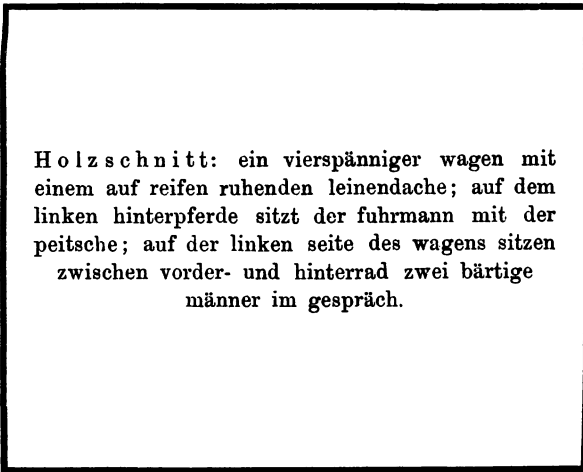 Holzschnitt: ein vierspänniger wagen mit
einem auf reifen ruhenden leinendache; auf dem
linken hinterpferde sitzt der fuhrmann mit der
peitsche; auf der linken seite des wagens sitzen
zwischen vorder- und hinterrad zwei bärtige
männer im gespräch.